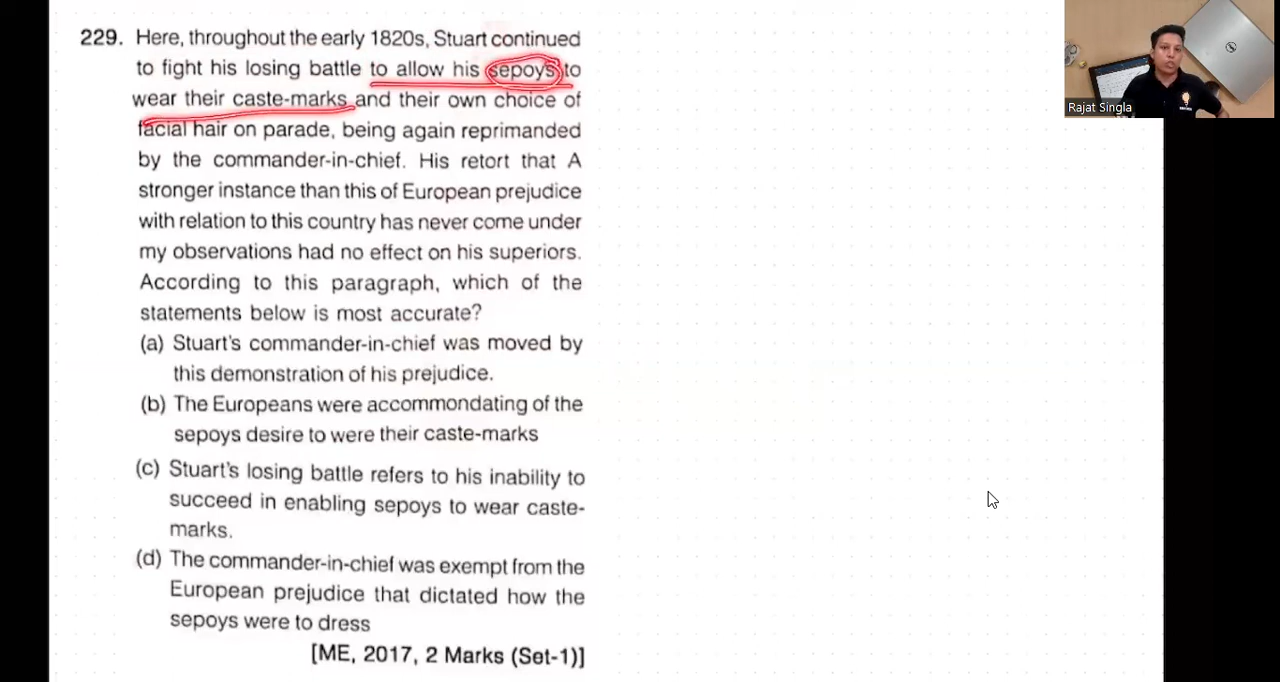 229. Here, throughout the early 1820s, Stuart continued
to fight his losing battle to allow his sepoys to
wear their caste-marks and their own choice of
facial hair on parade, being again reprimanded
by the commander-in-chief. His retort that A
stronger instance than this of European prejudice
with relation to this country has never come under
my observations had no effect on his superiors.
According to this paragraph, which of the
statements below is most accurate?
(a) Stuart's commander-in-chief was moved by
this demonstration of his prejudice.
(b) The Europeans were accommondating of the
sepoys desire to were their caste-marks
(c) Stuart's losing battle refers to his inability to
succeed in enabling sepoys to wear caste-
marks.
(d) The commander-in-chief was exempt from the
European prejudice that dictated how the
sepoys were to dress
[ME, 2017, 2 Marks (Set-1)]
Rajat Singla